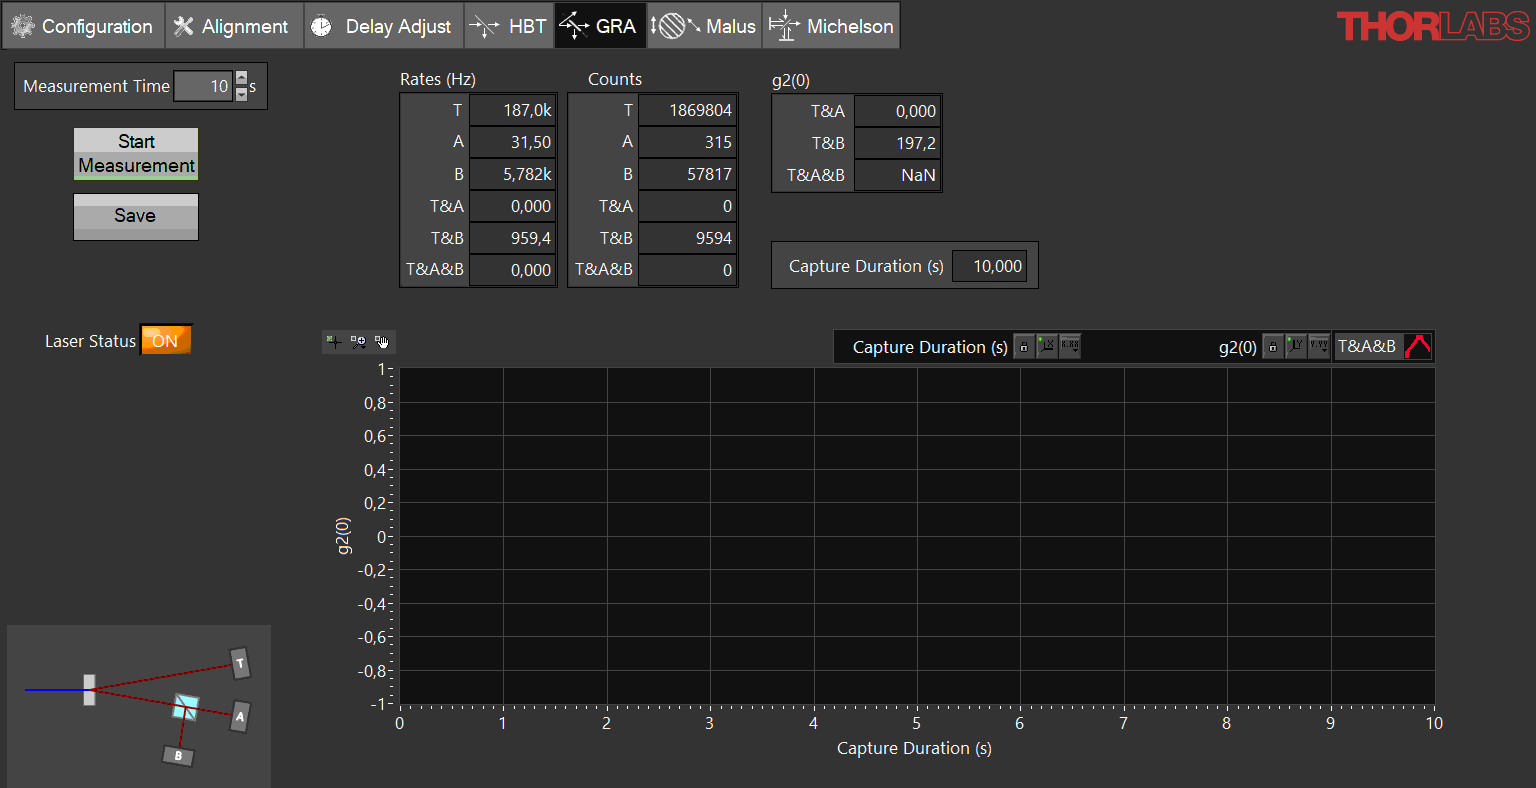 Configuration Alignment Delay Adjust HBT GRA Malus Michelson THORLABS
Measurement Time 10 s
Start
Measurement
Save
Laser Status ON
Rates (Hz) Counts g2(0)
T 187,0k T 1869804 T&A 0,000
A 31,50 A 315 T&B 197,2
B 5,782k B 57817 T&A&B NaN
T&A 0,000 T&A 0
T&B 959,4 T&B 9594
T&A&B 0,000 T&A&B 0
Capture Duration (s) 10,000
Capture Duration (s) g2(0) T&A&B
1
0,8
0,6
0,4
0,2
0
-0,2
-0,4
-0,6
-0,8
-1
g2(0)
0 1 2 3 4 5 6 7 8 9 10
Capture Duration (s)
T
A
B